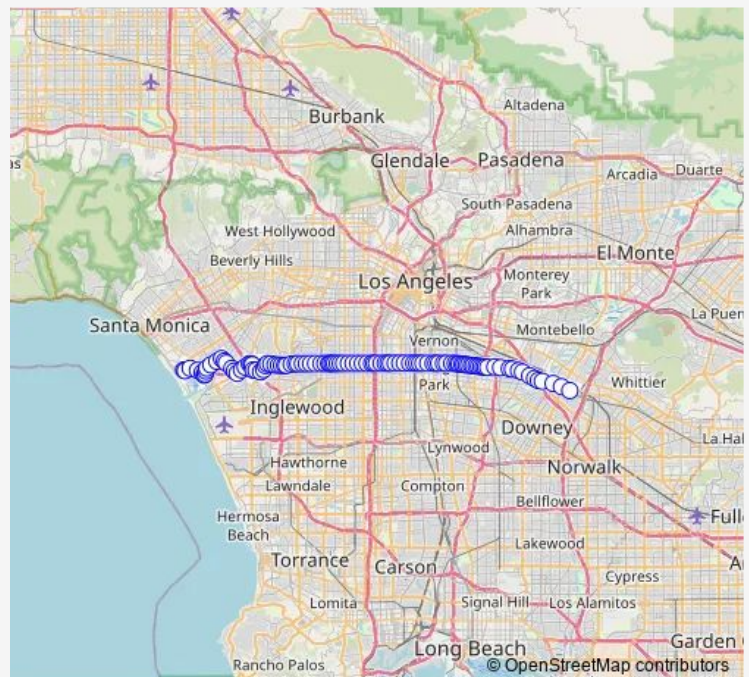 Burbank
Altadena
Glendale
Pasadena
Arcadia
Duarte
as
South Pasadena
West Hollywood
Alhambra
Beverly Hills
El Monte
Los Angeles
Monterey
Park
La Puen
Santa Monica
Vernon
Montebello
Park
Whittier
Inglewood
Downey
La Hab
Lynwood
Hawthorne
Norwalk
Lawndale
Compton
Bellflower
Hermosa
Beach
Fulle
Lakewood
Torrance
Carson
A
Cypress
Lomita
Signal Hill
Los Alamitos
Long Beach
Garden G
Rancho Palos
© OpenStreetMap contributors